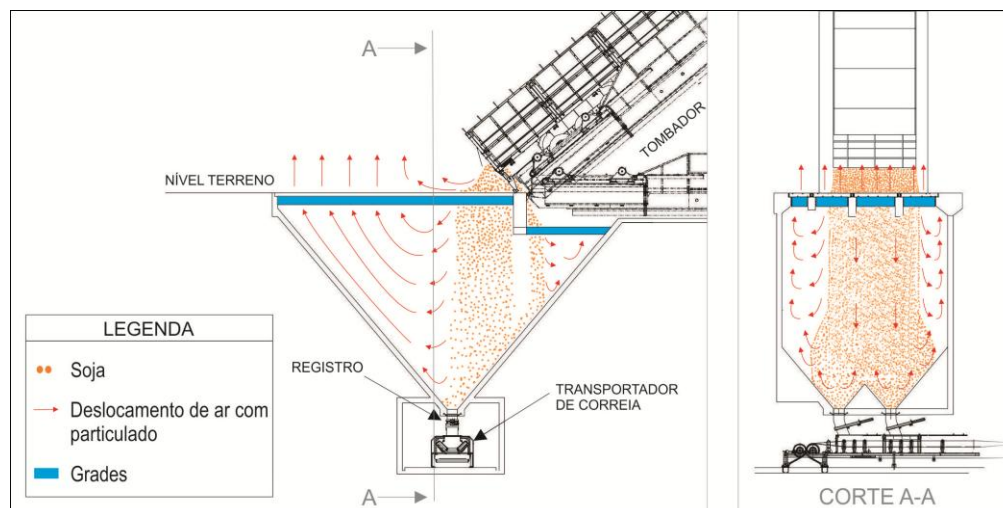 A
TOMBADOR
NÍVEL TERRENO
LEGENDA
Soja
Deslocamento de ar com
particulado
Grades
REGISTRO
TRANSPORTADOR
DE CORREIA
A
CORTE A-A